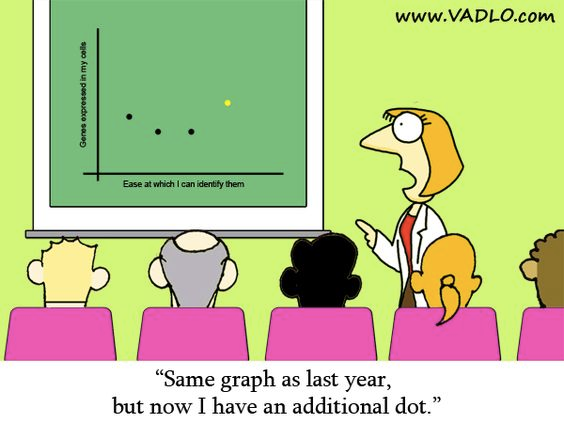 www.VADLO.com
Genes expressed in my cells
Ease at which I can identify them
“Same graph as last year,
but now I have an additional dot.”